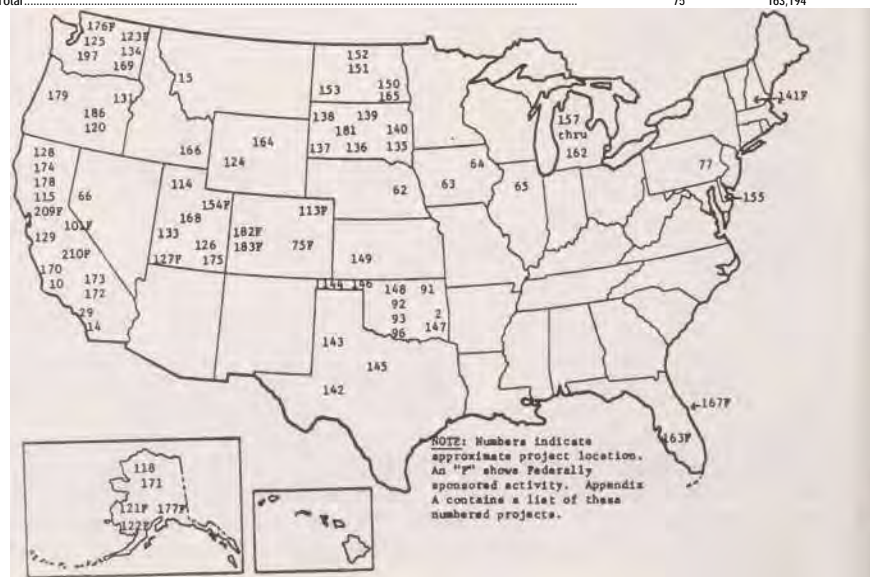 Total 75 163,194
176F
125 123F
197 134
169
179 131
186
120
15
166
164
124
152
151
153 150
165
138 139
181 140
137 136 135
62
64
63
65
157
thru
162
141F
77
155
128
174
178
115
209F
101F
129
210F
170
10 173
172
29
14
66
114
154F
168
133
126
127F 175
113F
182F
183F 75F
149
144 146 148 91
92
93 2
96 147
143
145
142
167F
163F
NOTE: Numbers indicate
approximate project location.
An "F" shows Federally
sponsored activity. Appendix
A contains a list of these
numbered projects.
118
171
121F 177F
122F